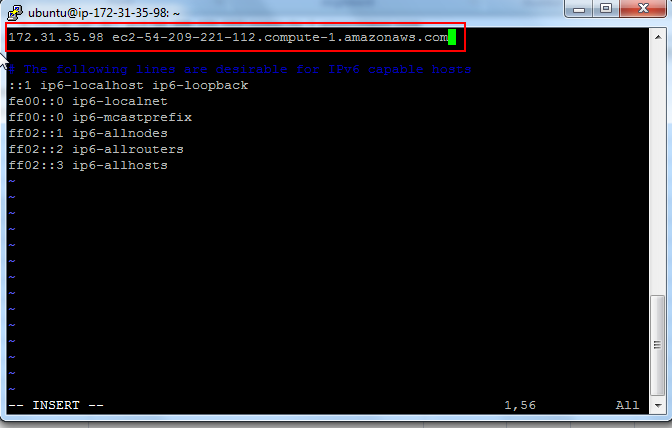 ubuntu@ip-172-31-35-98: ~
172.31.35.98 ec2-54-209-221-112.compute-1.amazonaws.com
# The following lines are desirable for IPv6 capable hosts
::1 ip6-localhost ip6-loopback
fe00::0 ip6-localnet
ff00::0 ip6-mcastprefix
ff02::1 ip6-allnodes
ff02::2 ip6-allrouters
ff02::3 ip6-allhosts
~
~
~
~
~
~
~
~
~
~
~
~
~
~
-- INSERT -- 1,56 All